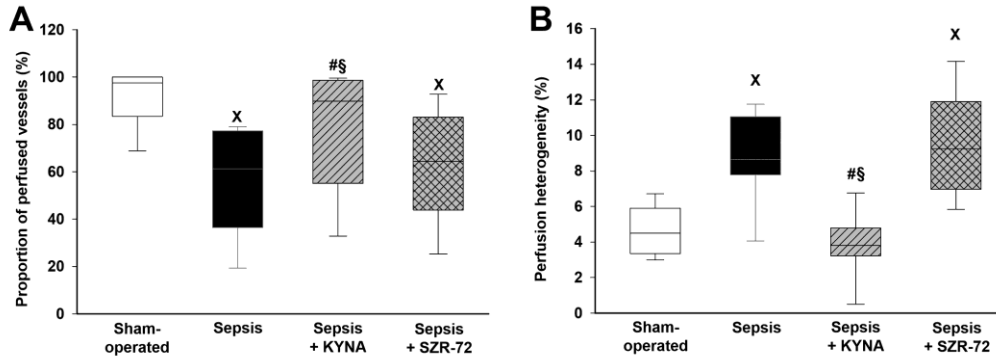 A
Proportion of perfused vessels (%)
120
100
80
60
40
20
0
X
#§
X
Sham-
operated
Sepsis
Sepsis
+ KYNA
Sepsis
+ SZR-72
B
Perfusion heterogeneity (%)
16
14
12
10
8
6
4
2
0
X
#§
X
Sham-
operated
Sepsis
Sepsis
+ KYNA
Sepsis
+ SZR-72